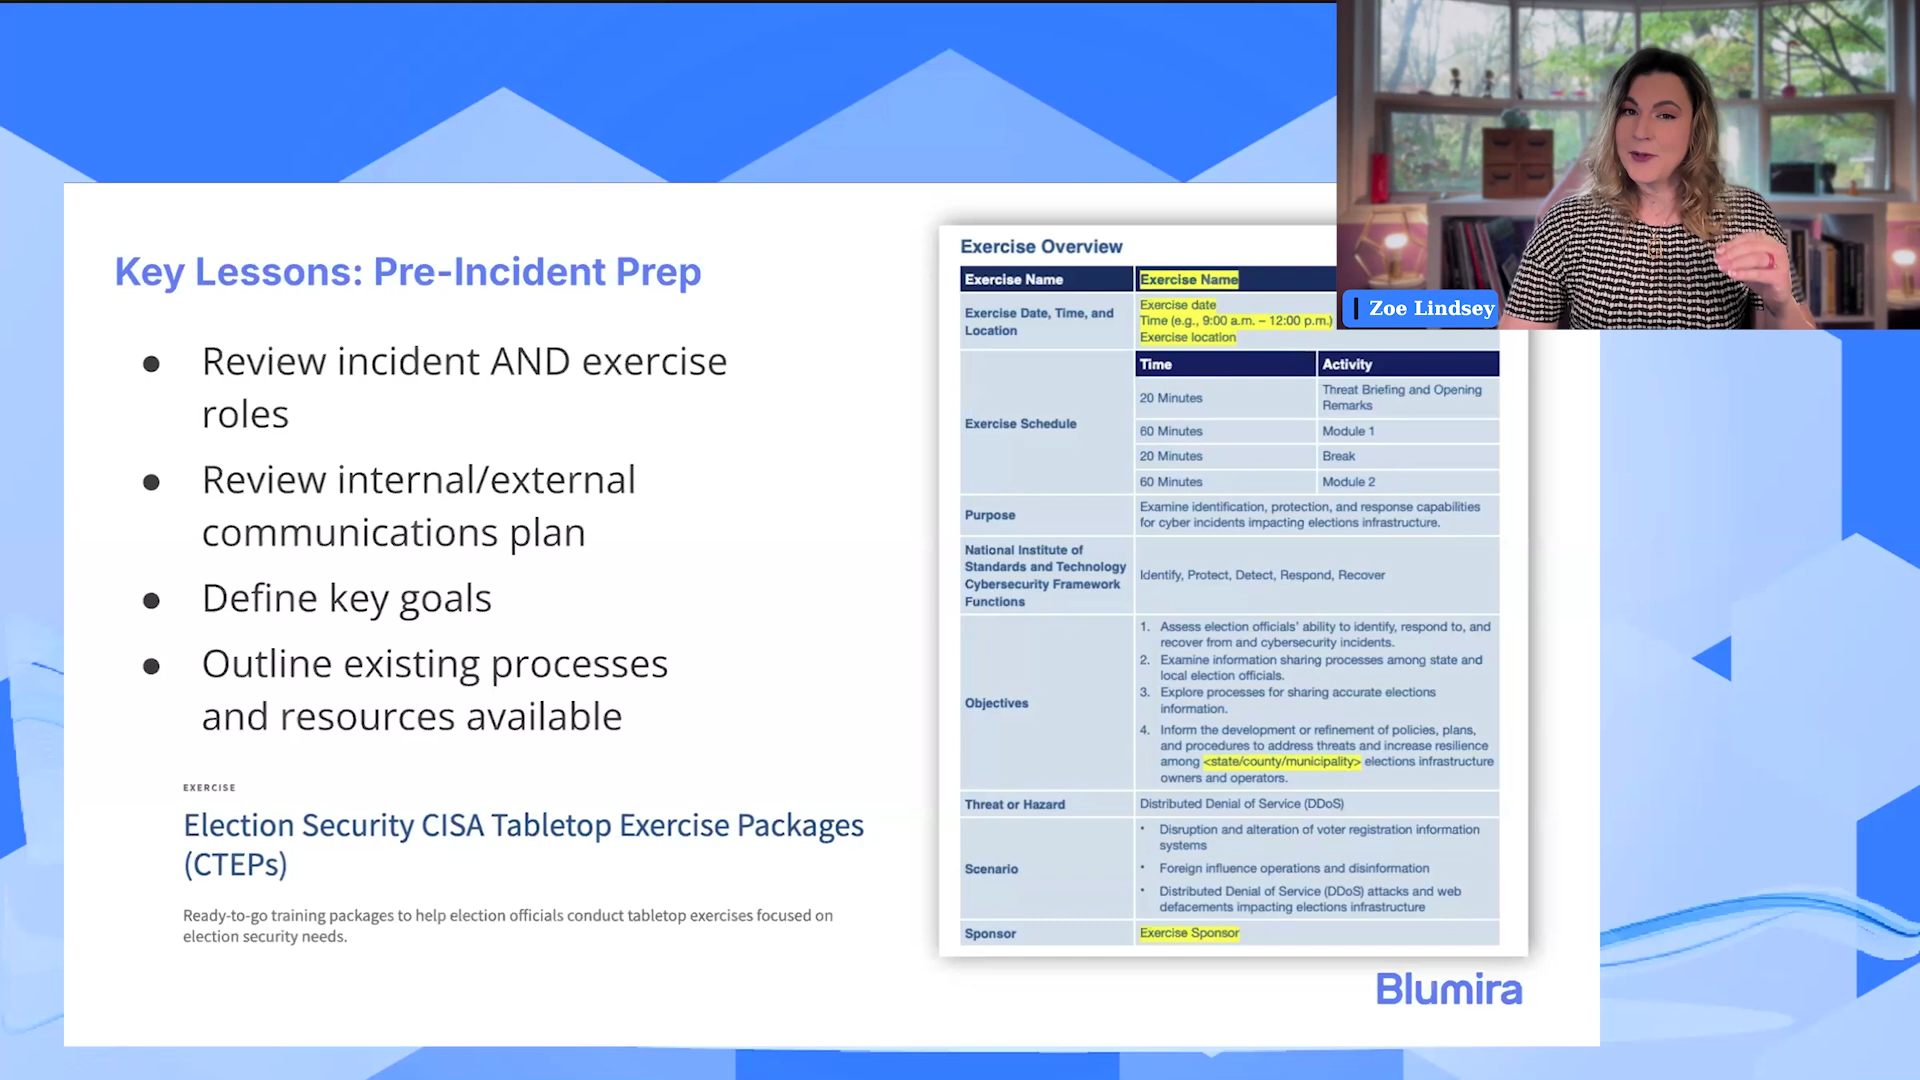 Key Lessons: Pre-Incident Prep
● Review incident AND exercise
roles
● Review internal/external
communications plan
● Define key goals
● Outline existing processes
and resources available
EXERCISE
Election Security CISA Tabletop Exercise Packages
(CTEPs)
Ready-to-go training packages to help election officials conduct tabletop exercises focused on
election security needs.
Exercise Overview
Exercise Name
Exercise Name
Exercise Date, Time, and
Location
Exercise date
Time (e.g., 9:00 a.m. – 12:00 p.m.)
Exercise location
Exercise Schedule
Time Activity
20 Minutes Threat Briefing and Opening
Remarks
60 Minutes Module 1
20 Minutes Break
60 Minutes Module 2
Purpose
Examine identification, protection, and response capabilities
for cyber incidents impacting elections infrastructure.
National Institute of
Standards and Technology
Cybersecurity Framework
Functions
Identify, Protect, Detect, Respond, Recover
Objectives
1. Assess election officials' ability to identify, respond to, and
recover from and cybersecurity incidents.
2. Examine information sharing processes among state and
local election officials.
3. Explore processes for sharing accurate elections
information.
4. Inform the development or refinement of policies, plans,
and procedures to address threats and increase resilience
among <state/county/municipality> elections infrastructure
owners and operators.
Threat or Hazard
Distributed Denial of Service (DDoS)
Scenario
• Disruption and alteration of voter registration information
systems
• Foreign influence operations and disinformation
• Distributed Denial of Service (DDoS) attacks and web
defacements impacting elections infrastructure
Sponsor
Exercise Sponsor
Blumira
Zoe Lindsey